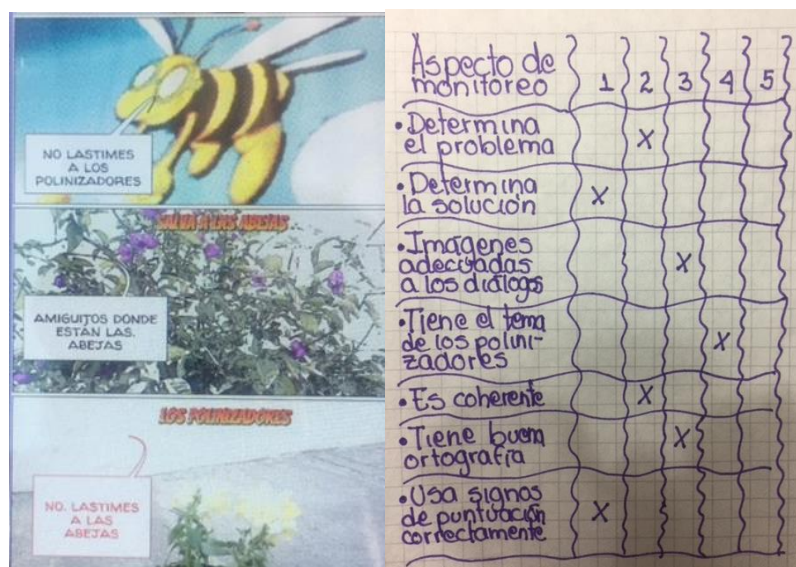 NO LASTIMES
A LOS
POLINIZADORES
SALVA A LAS ABEJAS
AMIGUITOS DONDE
ESTÁN LAS.
ABEJAS
LOS POLINIZADORES
NO. LASTIMES
A LAS
ABEJAS
Aspecto de
monitoreo
1 2 3 4 5
• Determina
el problema X
• Determina
la solución X
• Imágenes
adecuadas
a los diálogos X
• Tiene el tema
de los polini-
zadores X
• Es coherente X
• Tiene buena
ortografía X
• Usa signos
de puntuación
correctamente X